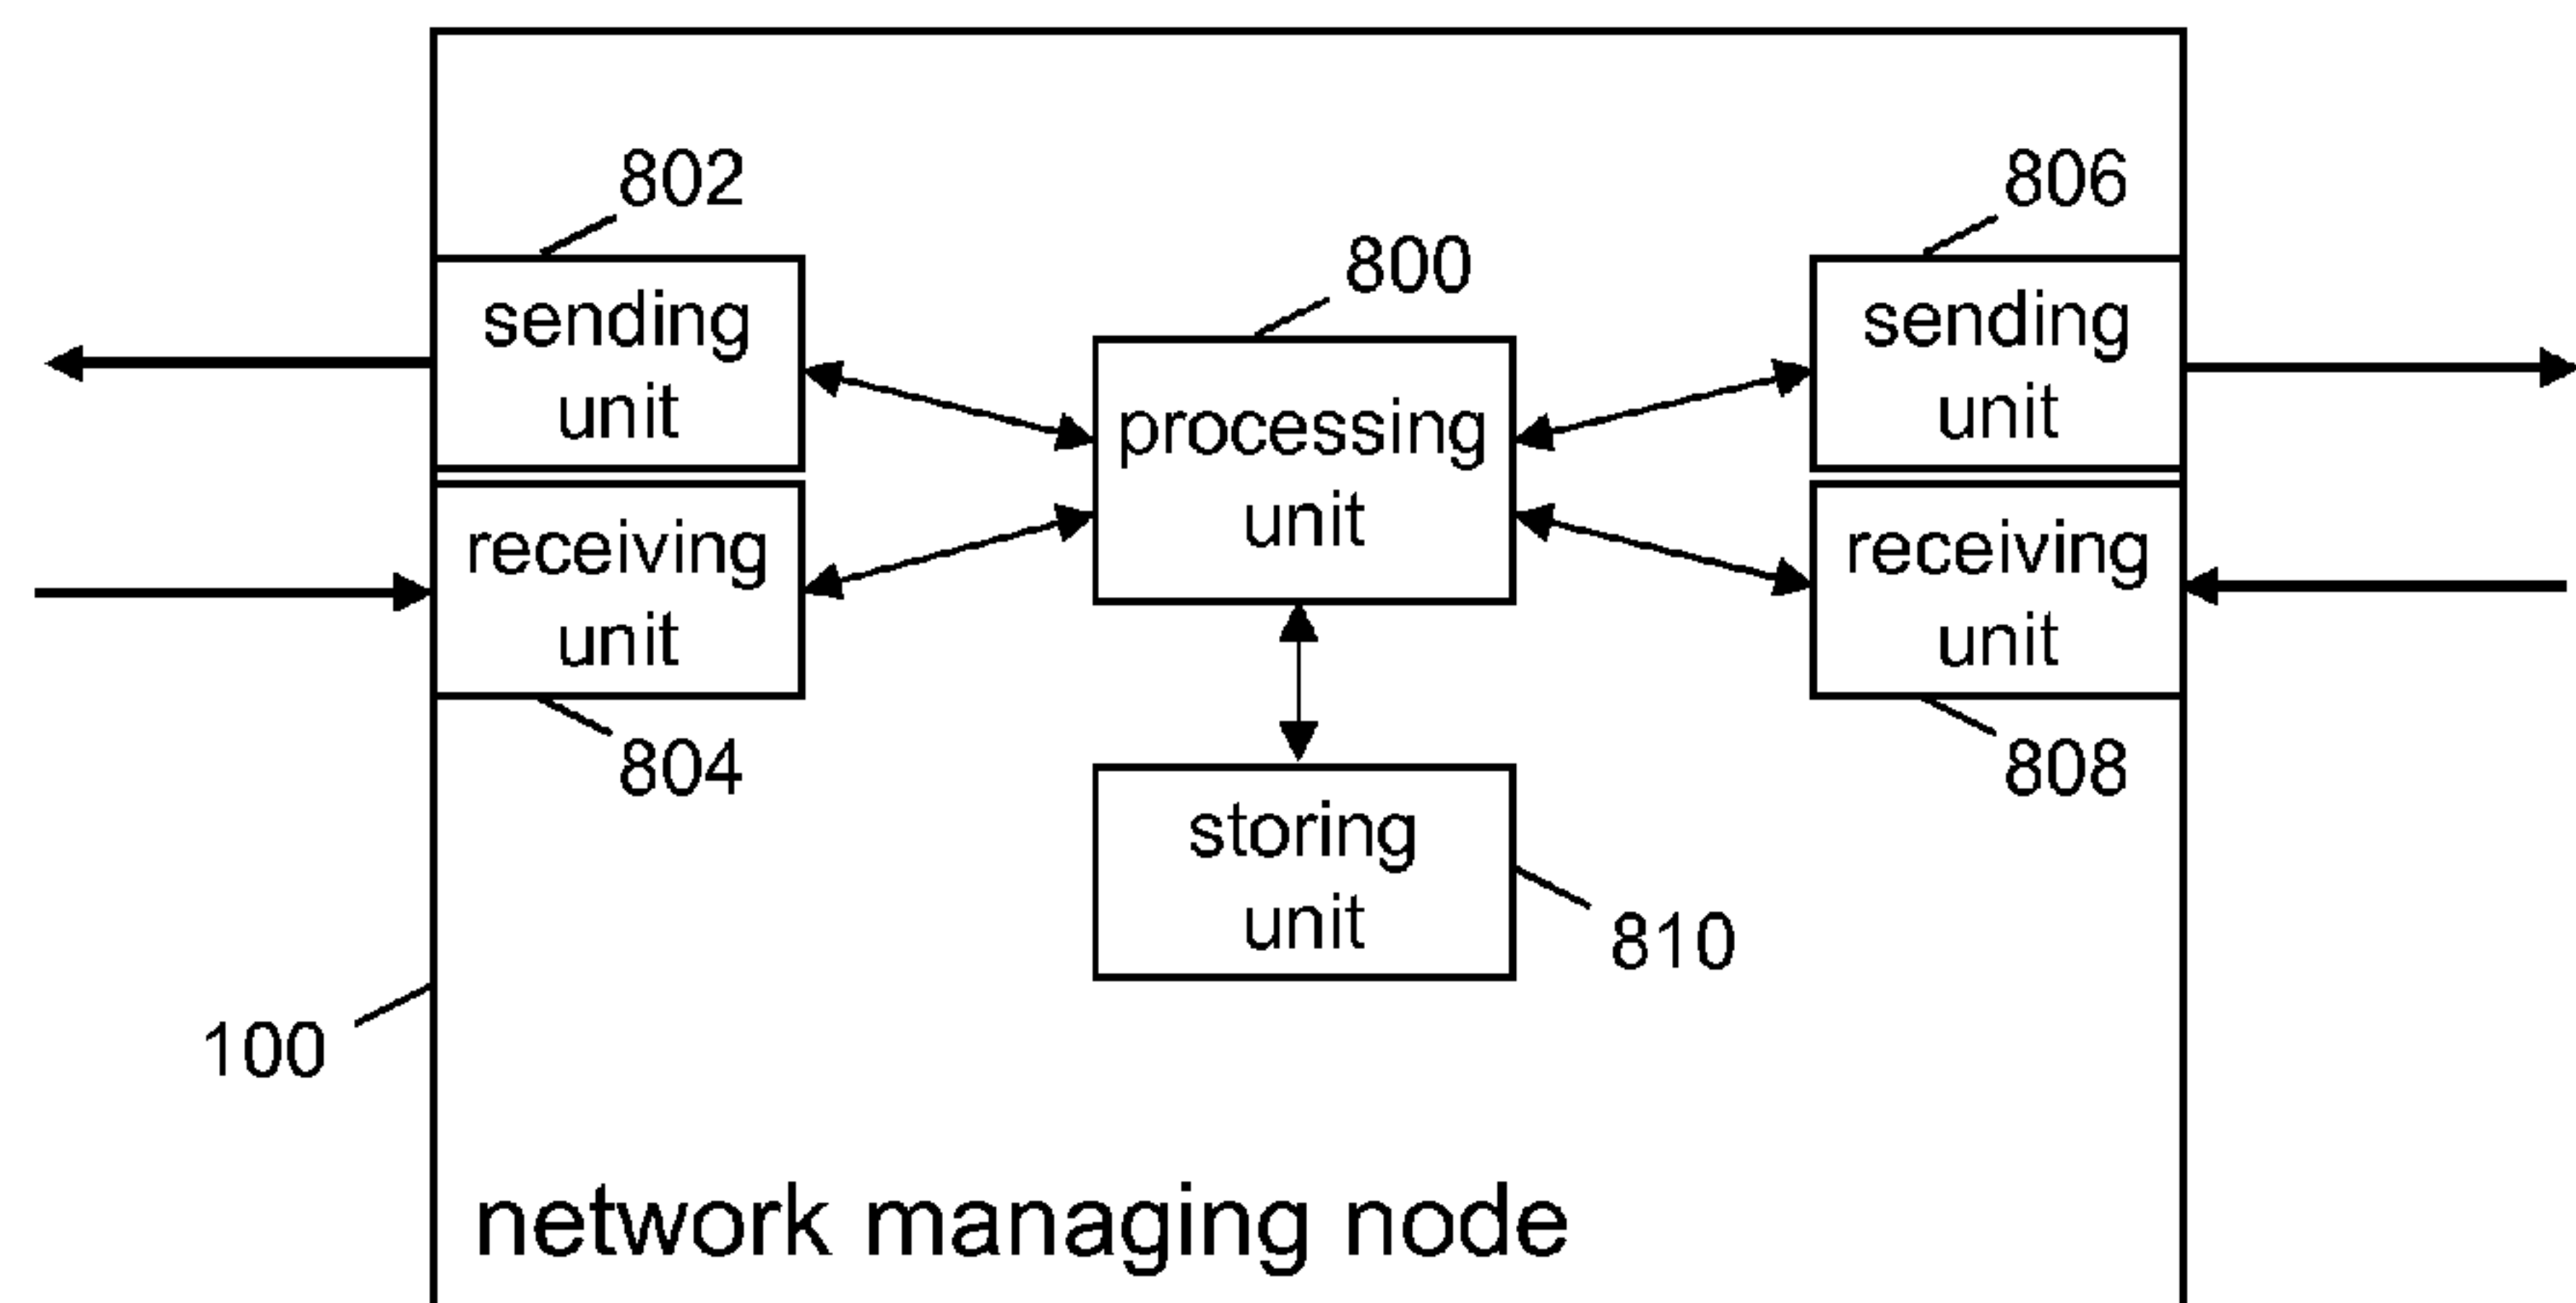 802
806
800
sending
unit
processing
unit
sending
unit
receiving
unit
receiving
unit
804
808
storing
unit
810
100
network managing node